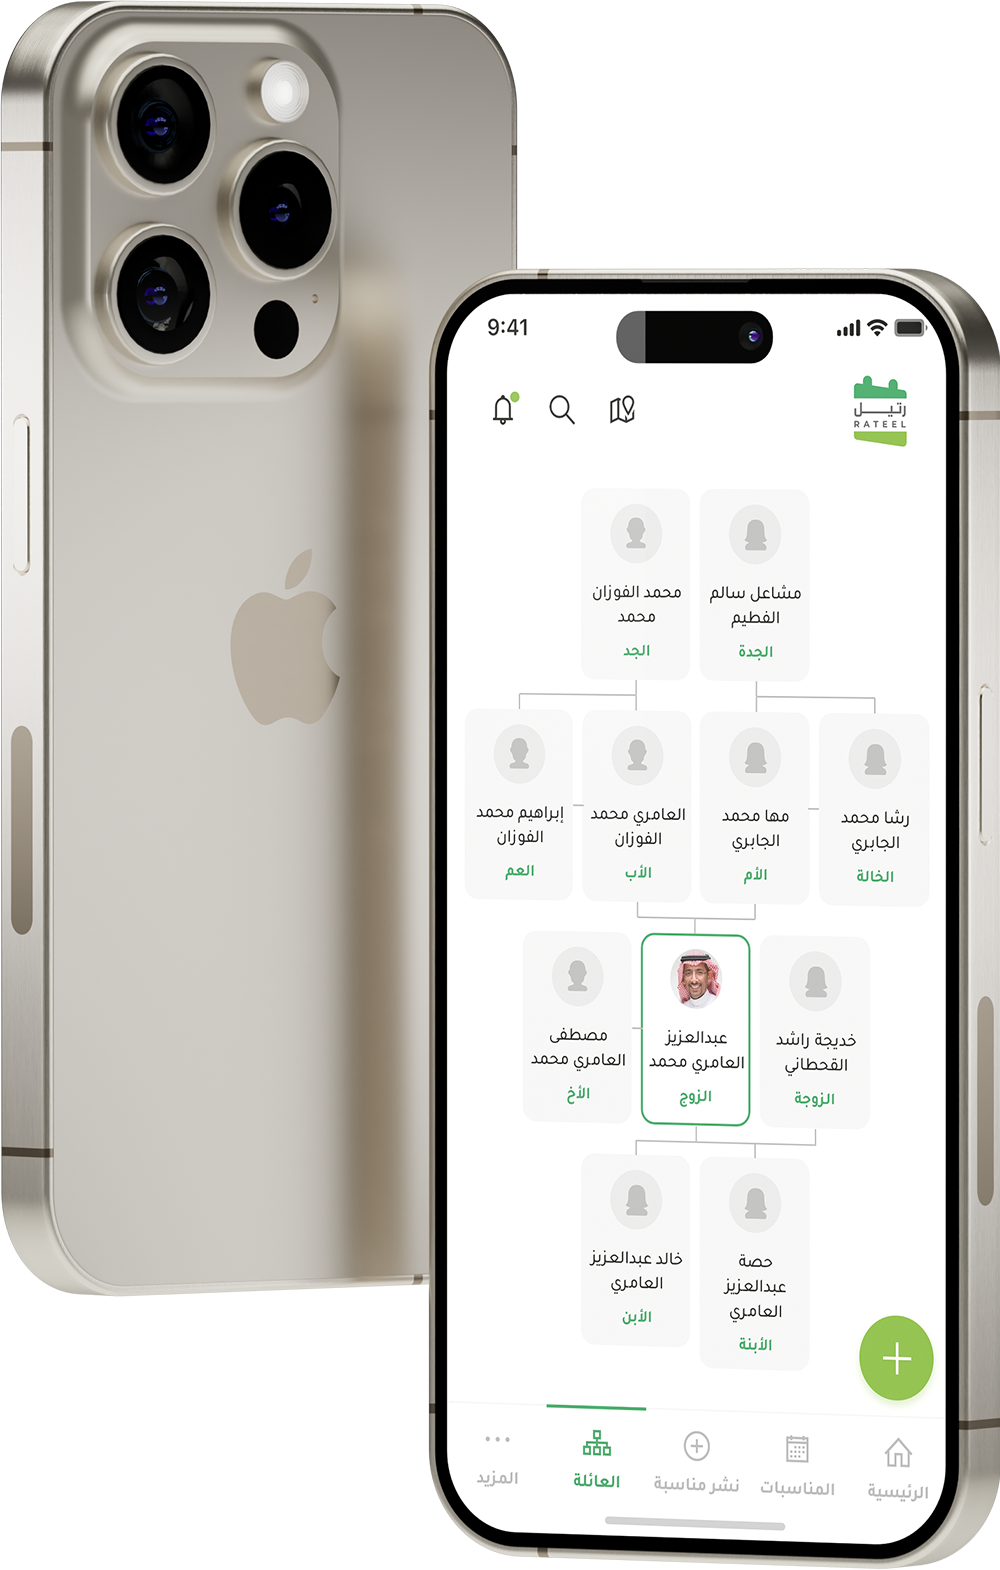 9:41
رتيل
RATEEL
مشاعل سالم
الفطيم
الجدة
محمد الفوزان
محمد
الجد
رشا محمد
الجابري
الخالة
مها محمد
الجابري
الأم
العامري محمد
الفوزان
الأب
إبراهيم محمد
الفوزان
العم
خديجة راشد
القحطاني
الزوجة
عبدالعزيز
العامري محمد
الزوج
مصطفى
العامري محمد
الأخ
حصة
عبدالعزيز
العامري
الأبنة
خالد عبدالعزيز
العامري
الأبن
الرئيسية
المناسبات
نشر مناسبة
العائلة
المزيد